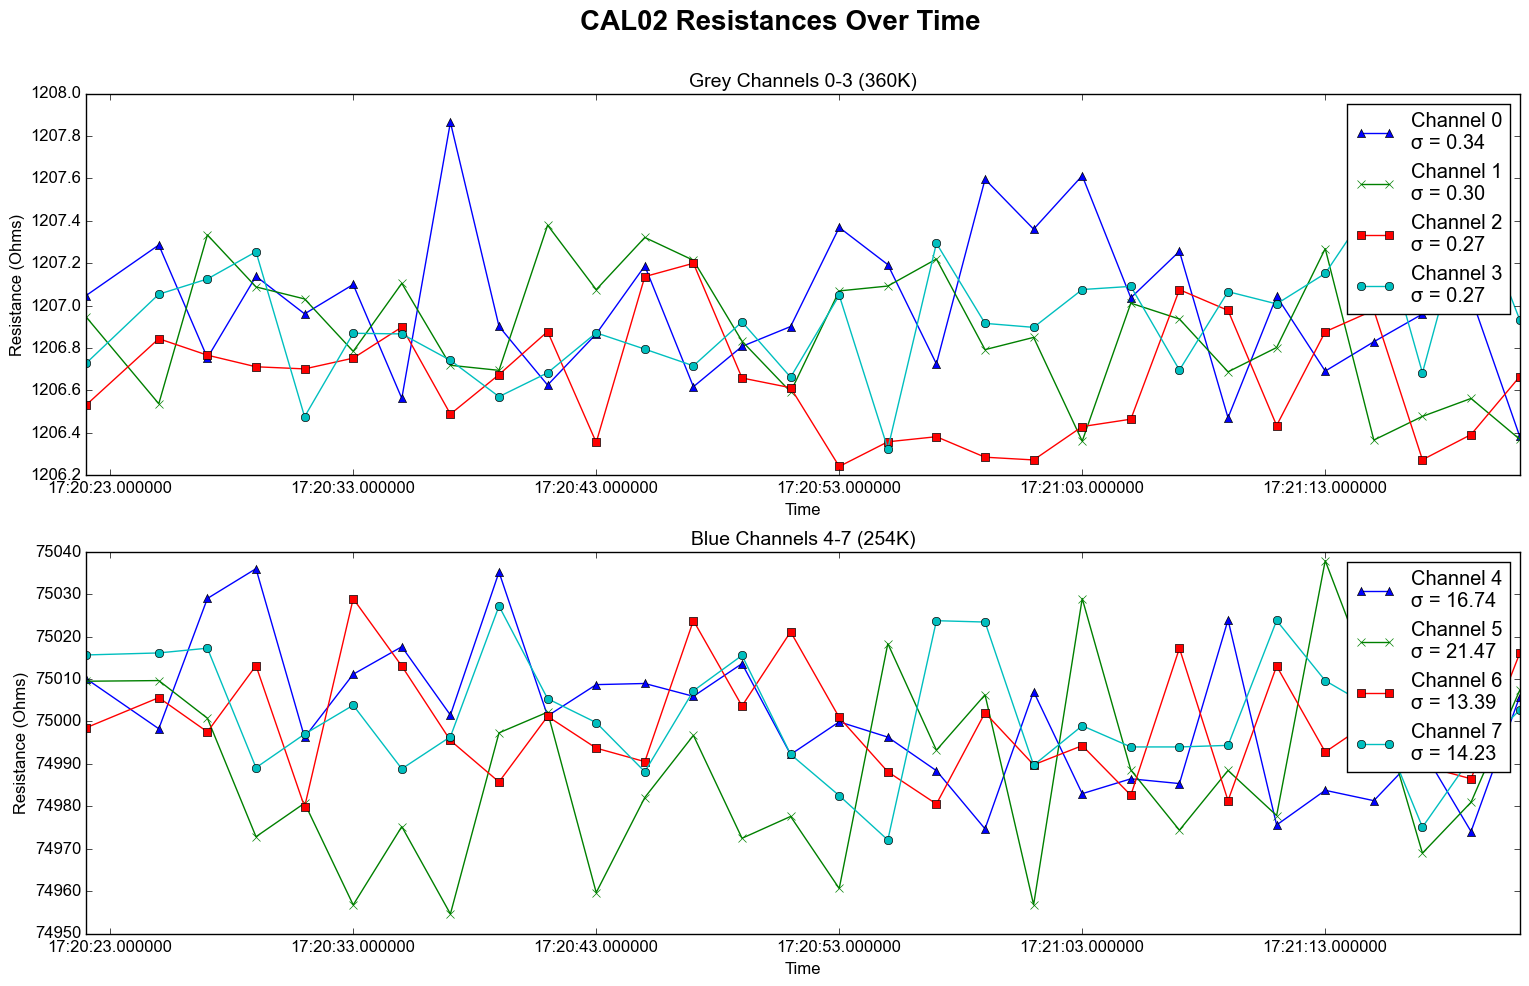 CAL02 Resistances Over Time
Grey Channels 0-3 (360K)
1208.0
1207.8
1207.6
1207.4
1207.2
1207.0
1206.8
1206.6
1206.4
1206.2
Resistance (Ohms)
Channel 0
σ = 0.34
Channel 1
σ = 0.30
Channel 2
σ = 0.27
Channel 3
σ = 0.27
17:20:23.000000 17:20:33.000000 17:20:43.000000 17:20:53.000000 17:21:03.000000 17:21:13.000000
Time
Blue Channels 4-7 (254K)
75040
75030
75020
75010
75000
74990
74980
74970
74960
74950
Resistance (Ohms)
Channel 4
σ = 16.74
Channel 5
σ = 21.47
Channel 6
σ = 13.39
Channel 7
σ = 14.23
17:20:23.000000 17:20:33.000000 17:20:43.000000 17:20:53.000000 17:21:03.000000 17:21:13.000000
Time